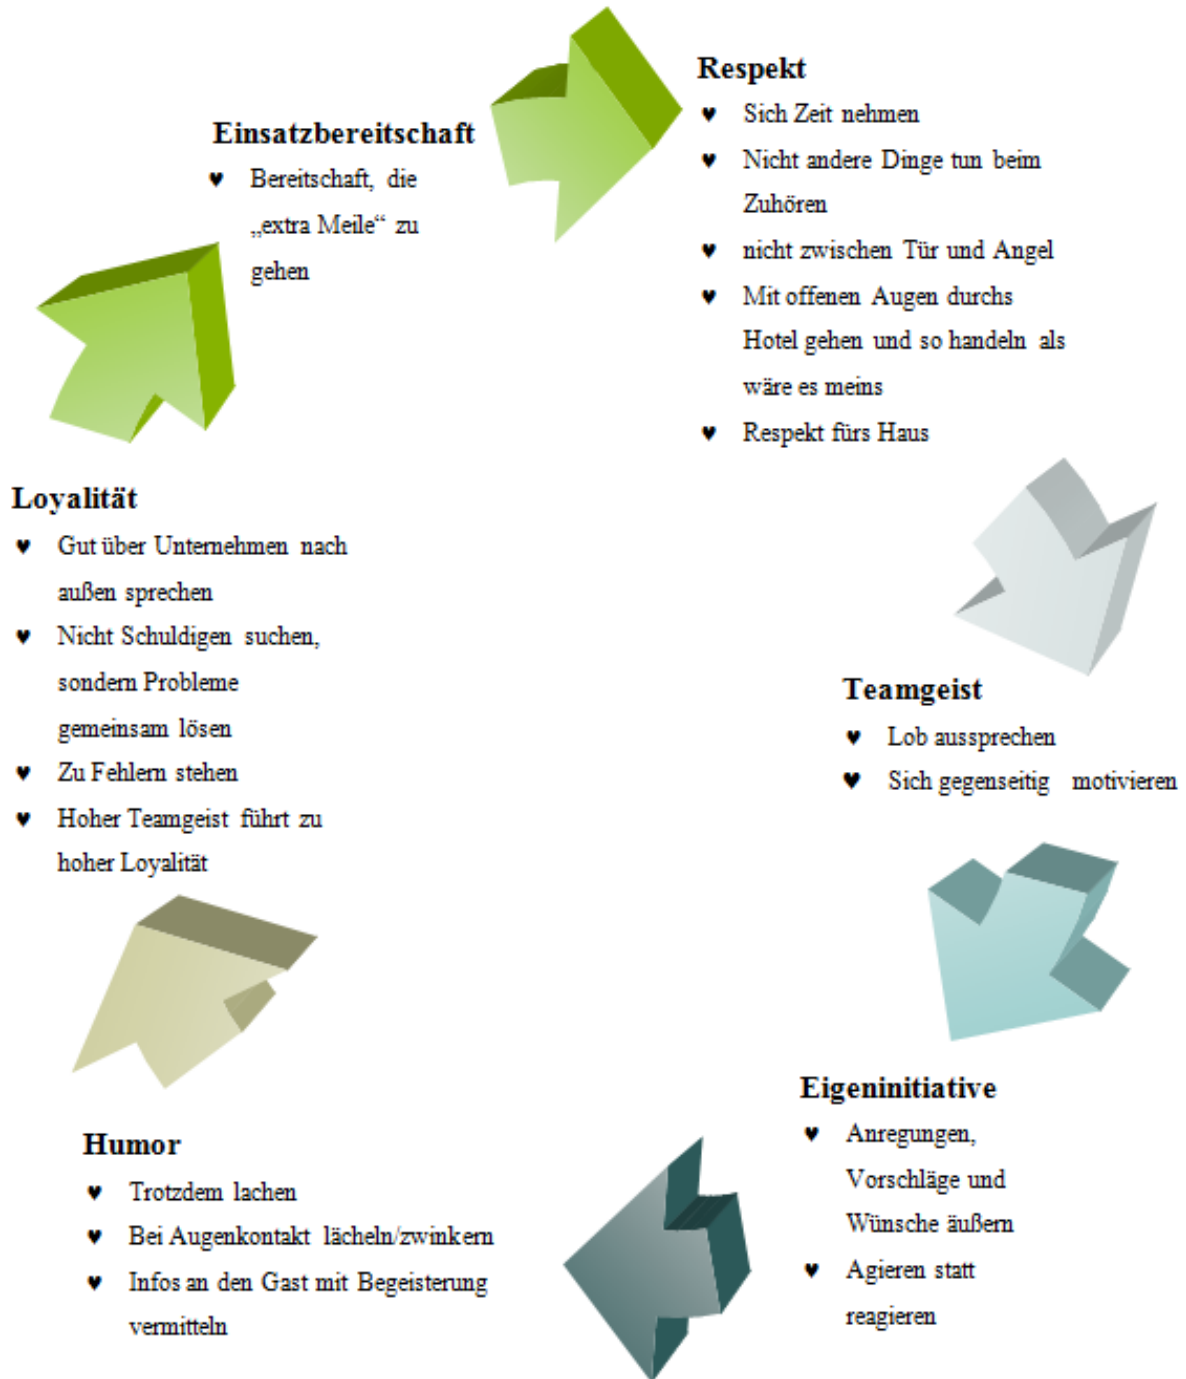 Respekt
♥ Sich Zeit nehmen
♥ Nicht andere Dinge tun beim
Zuhören
♥ nicht zwischen Tür und Angel
♥ Mit offenen Augen durchs
Hotel gehen und so handeln als
wäre es meins
♥ Respekt fürs Haus
Einsatzbereitschaft
♥ Bereitschaft, die
„extra Meile“ zu
gehen
Loyalität
♥ Gut über Unternehmen nach
außen sprechen
♥ Nicht Schuldigen suchen,
sondern Probleme
gemeinsam lösen
♥ Zu Fehlern stehen
♥ Hoher Teamgeist führt zu
hoher Loyalität
Teamgeist
♥ Lob aussprechen
♥ Sich gegenseitig motivieren
Eigeninitiative
♥ Anregungen,
Vorschläge und
Wünsche äußern
♥ Agieren statt
reagieren
Humor
♥ Trotzdem lachen
♥ Bei Augenkontakt lächeln/zwinkern
♥ Infos an den Gast mit Begeisterung
vermitteln